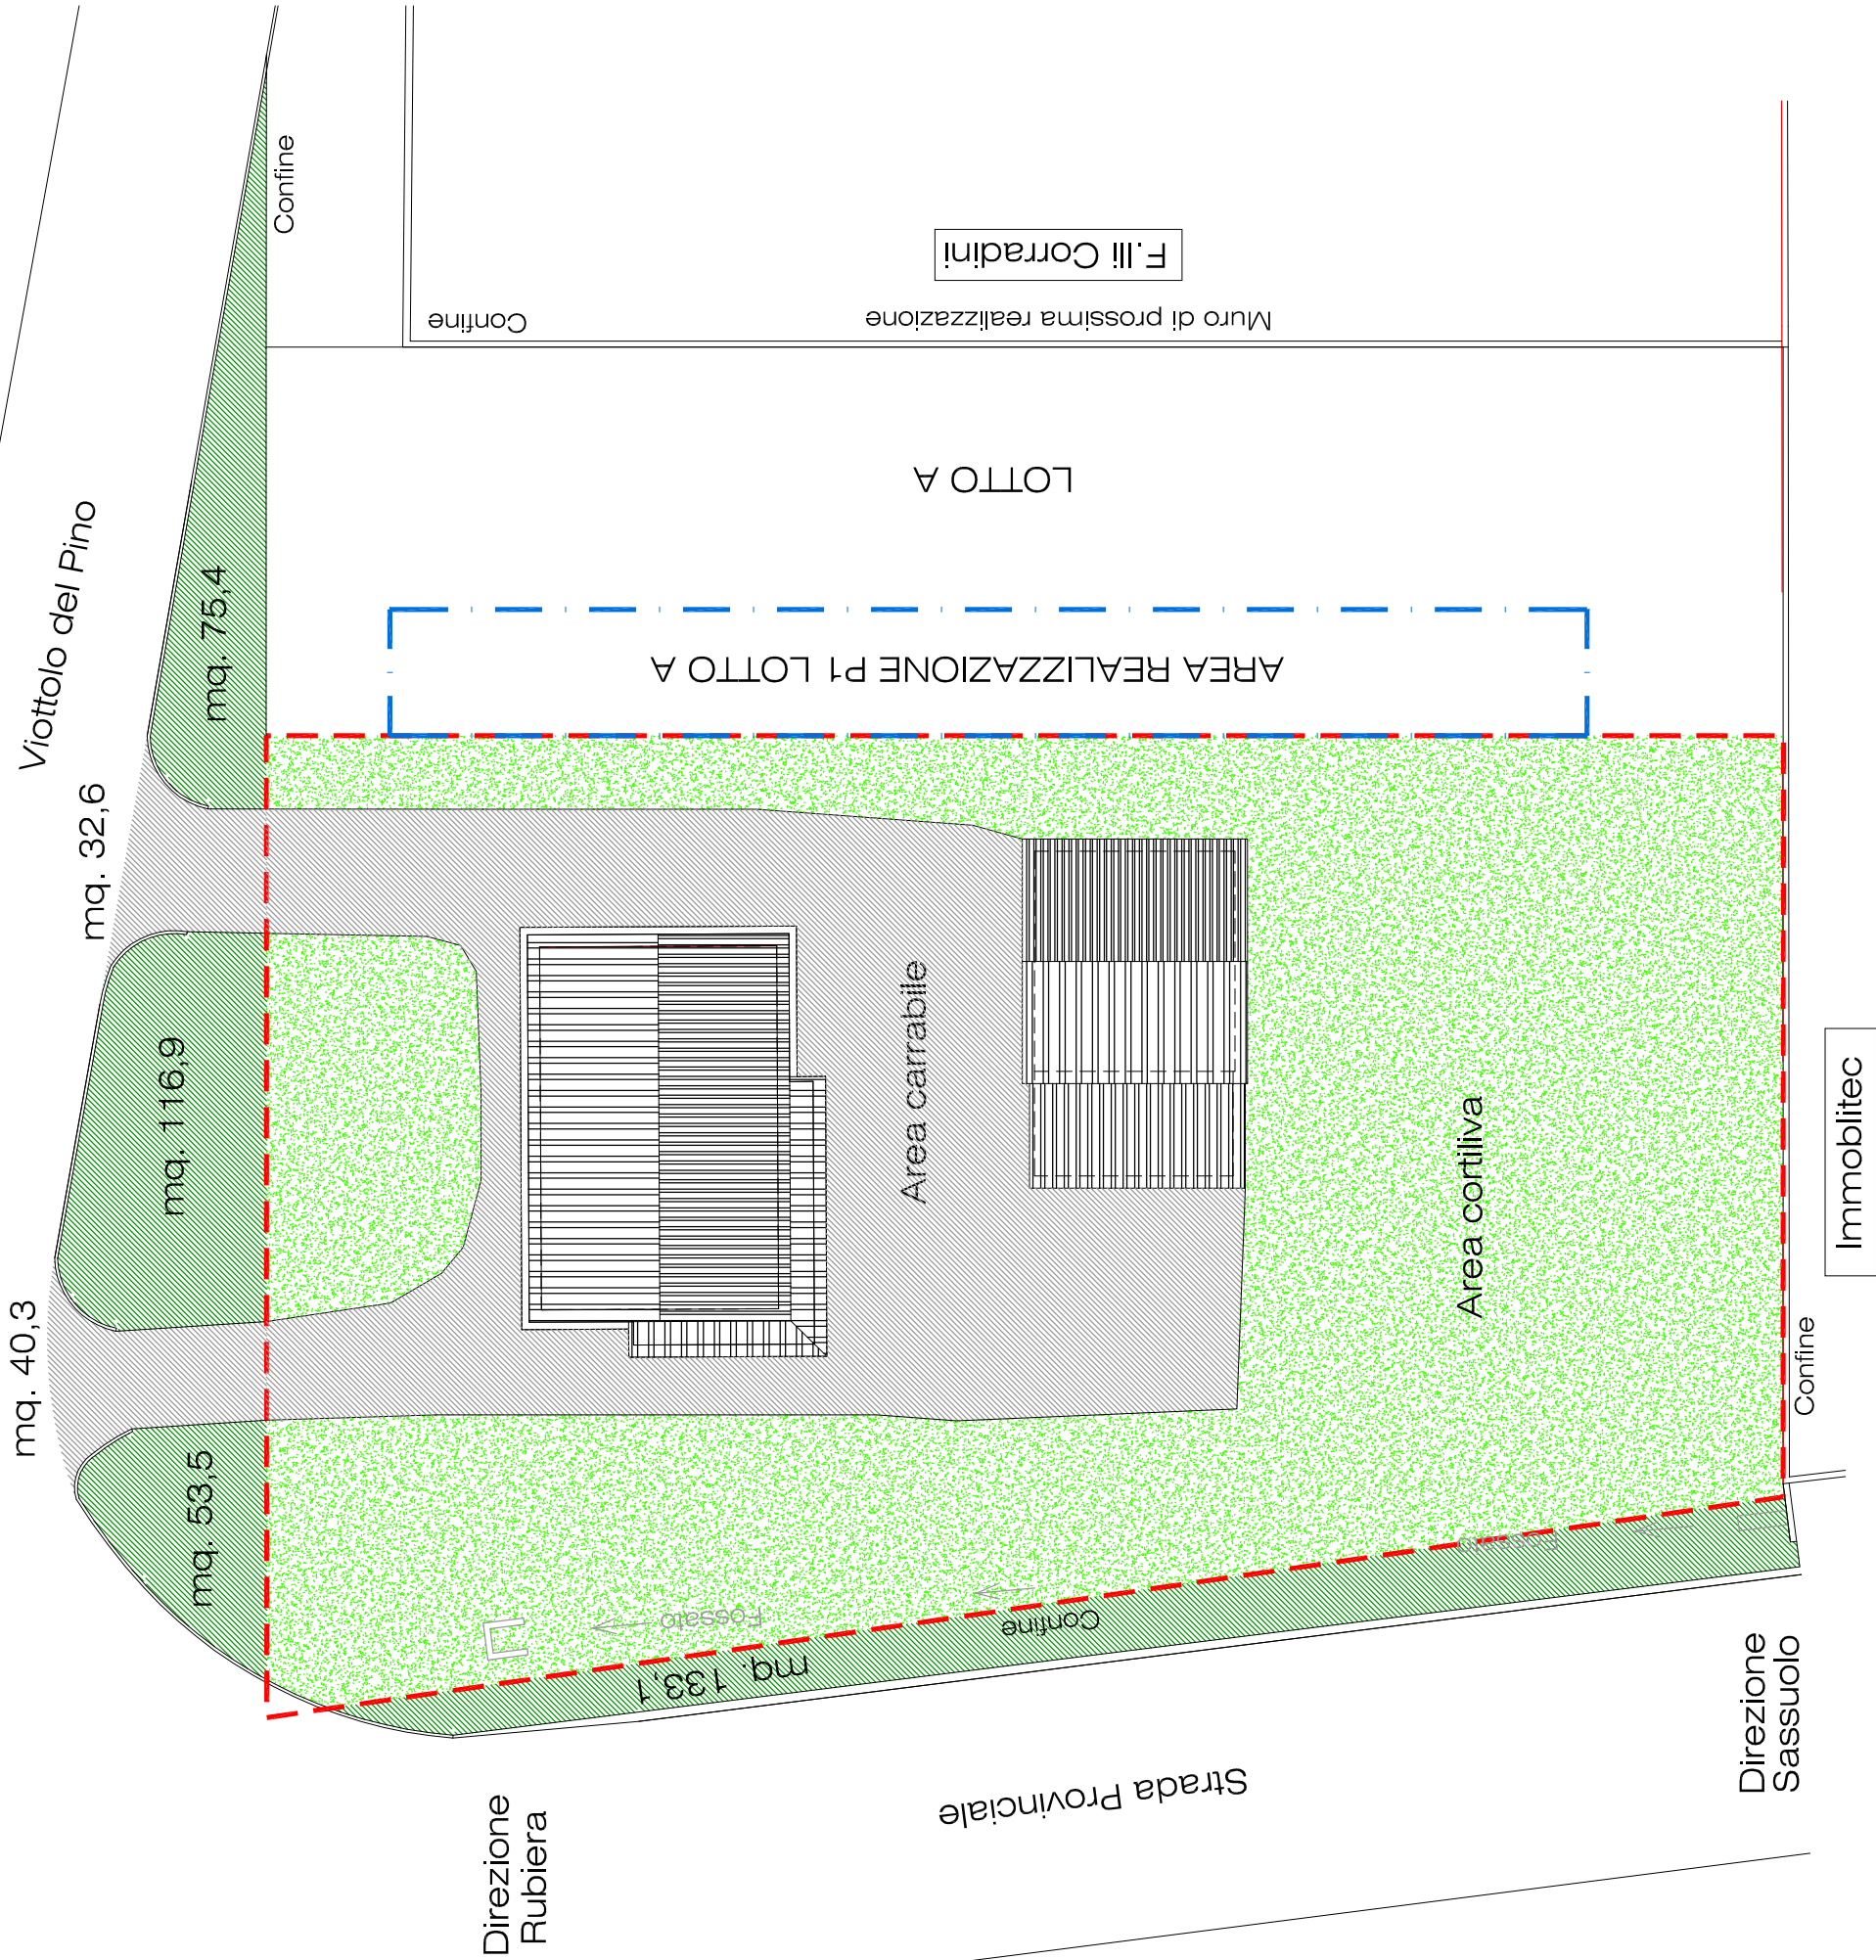 Confine
F.lli Corradini
Muro di prossima realizzazione
Confine
LOTTO A
Viottolo del Pino
mq. 75,4
AREA REALIZZAZIONE P1 LOTTO A
mq. 32,6
mq. 116,9
Area carrabile
Area cortiliva
Immoblitec
mq. 40,3
Confine
mq. 53,5
Fossato
Fossato
Confine
mq. 133,1
Strada Provinciale
Direzione
Rubiera
Direzione
Sassuolo